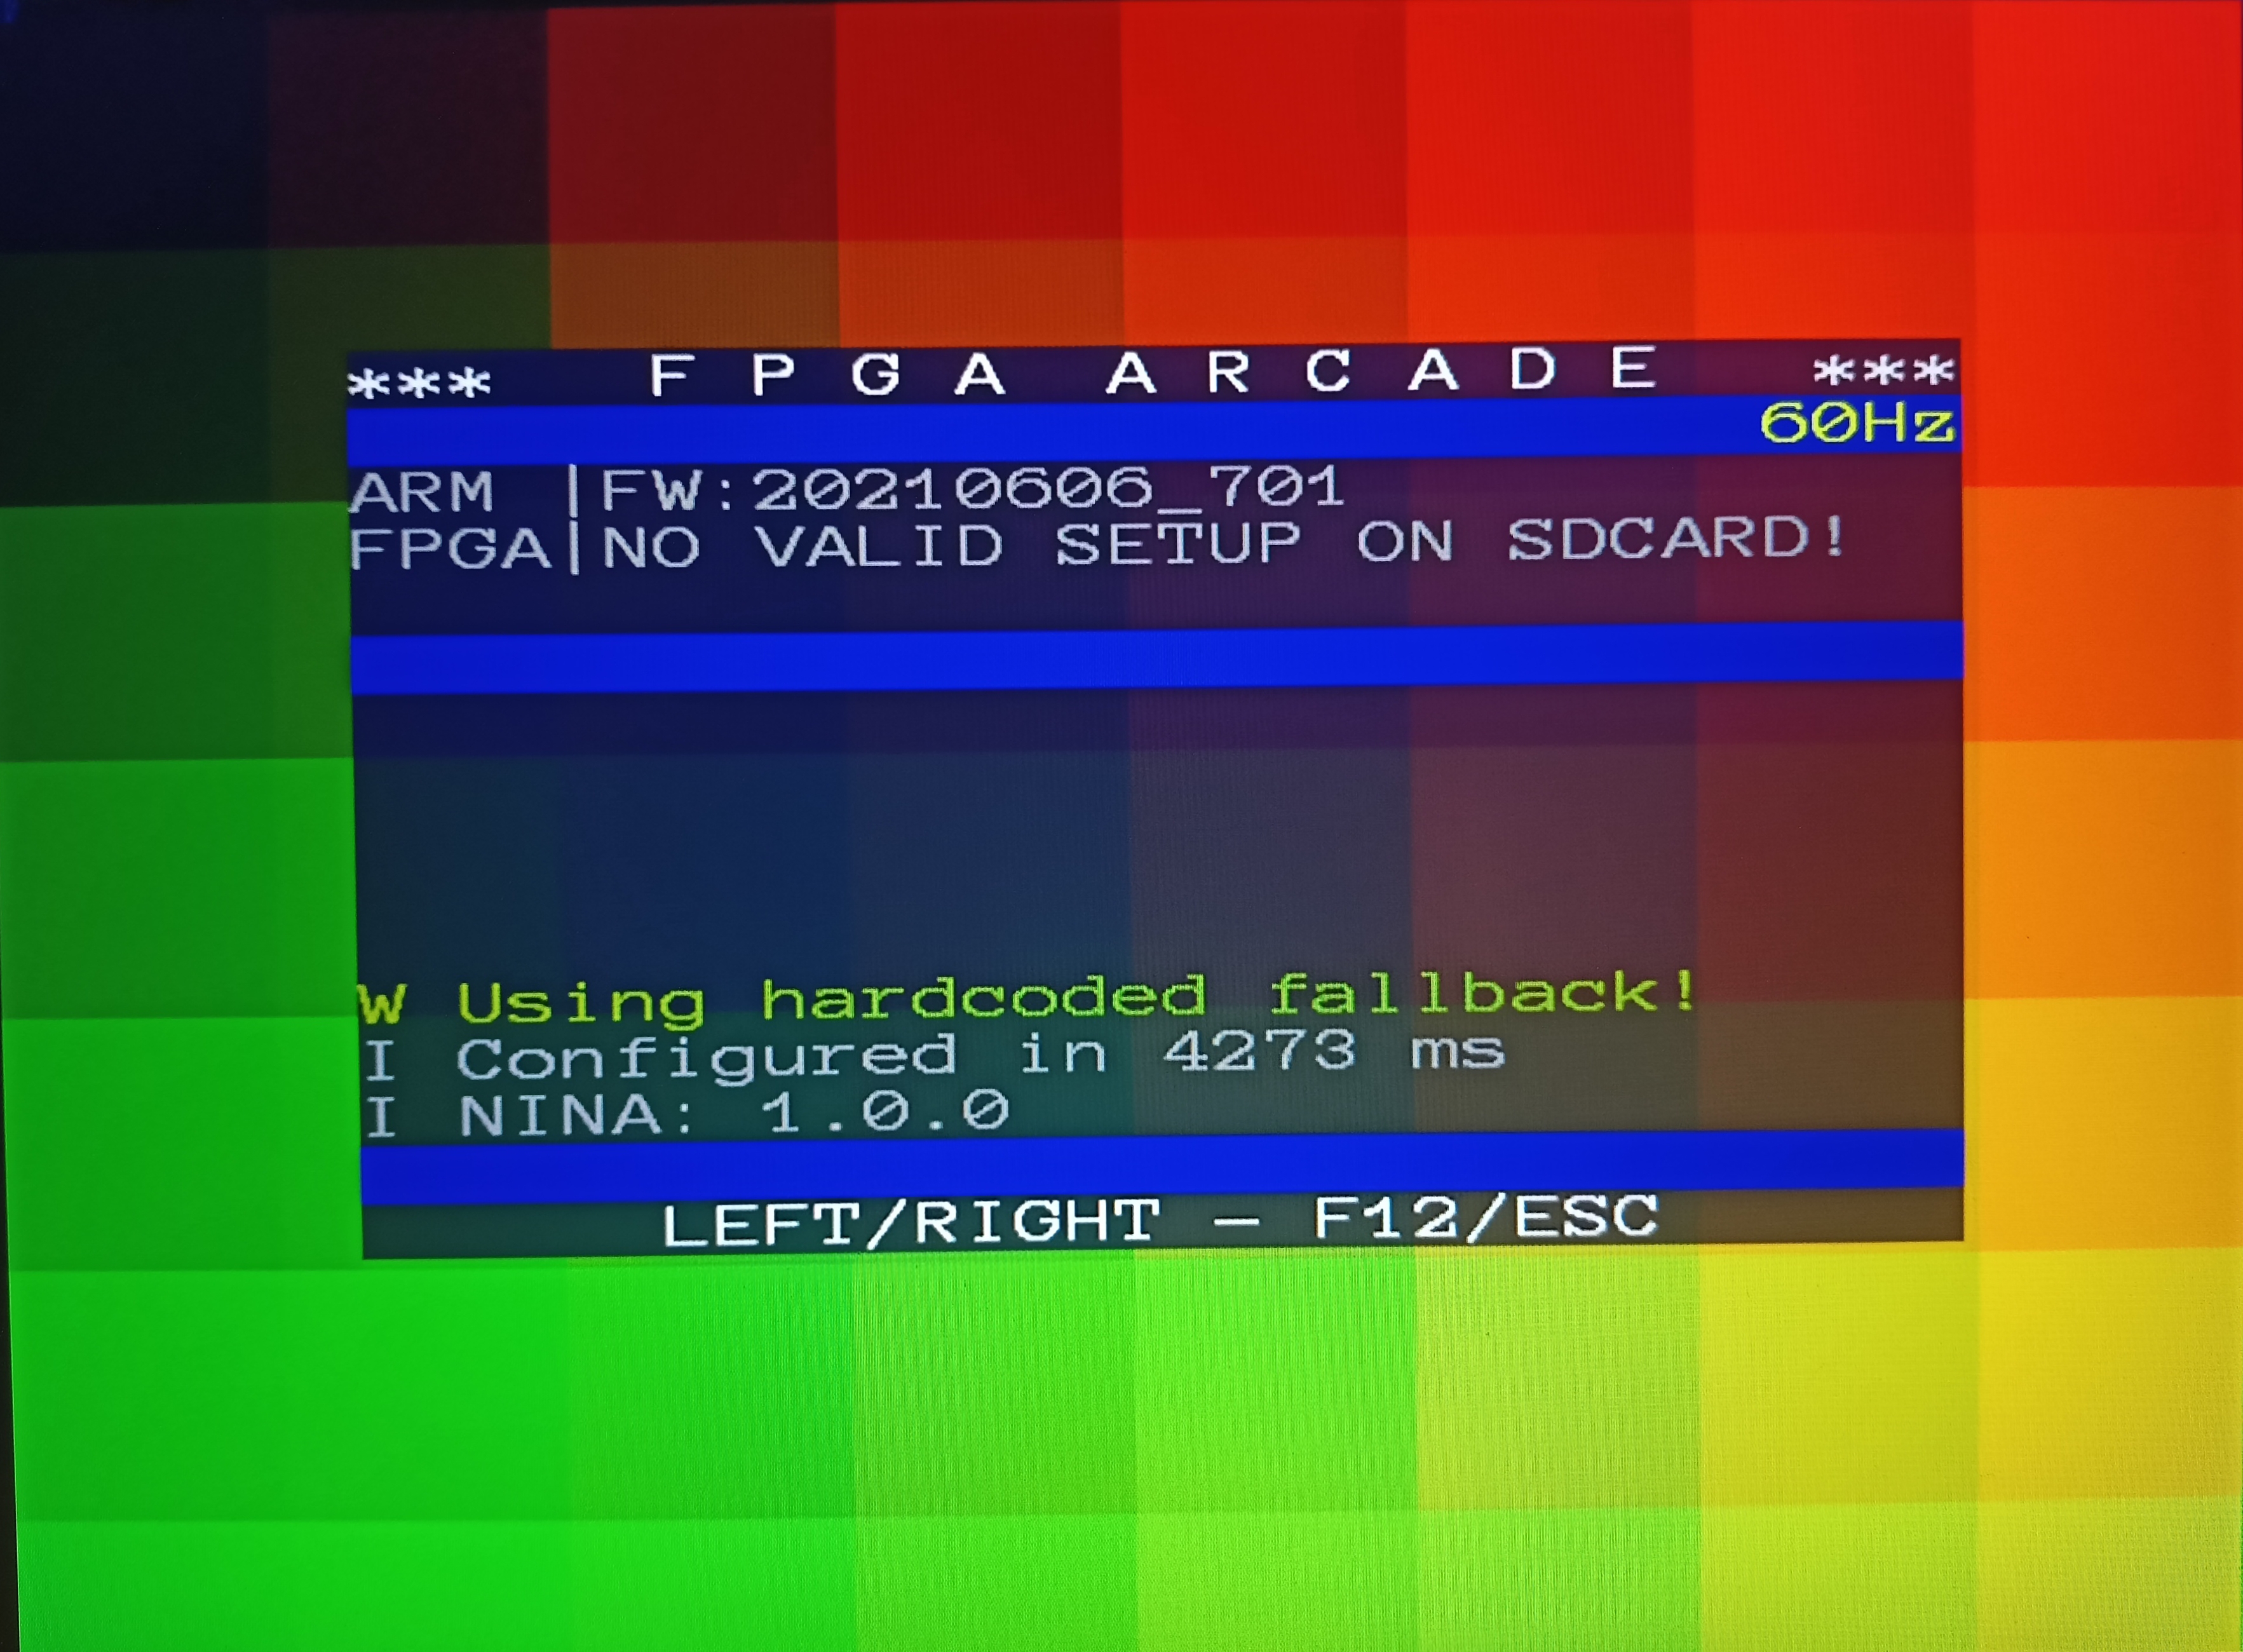 *** F P G A A R C A D E ***
60Hz
ARM |FW:20210606_701
FPGA|NO VALID SETUP ON SDCARD!
W Using hardcoded fallback!
I Configured in 4273 ms
I NINA: 1.0.0
LEFT/RIGHT – F12/ESC